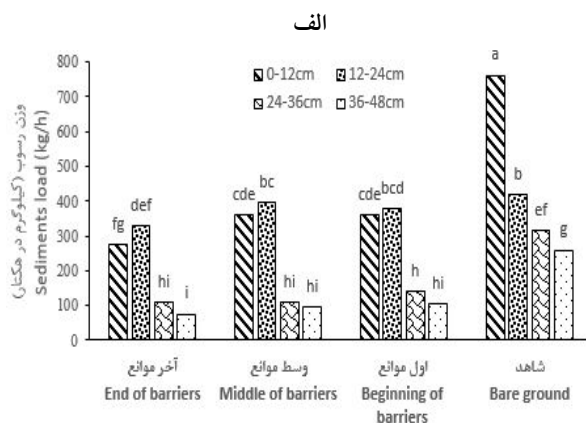 الف
وزن رسوب (کیلوگرم در هکتار)
Sediments load (kg/h)
800
700
600
500
400
300
200
100
0
0-12cm 12-24cm
24-36cm 36-48cm
fg def hi i
cde bc hi hi
cde bcd h hi
a b ef g
آخر موانع
End of barriers
وسط موانع
Middle of barriers
اول موانع
Beginning of
barriers
شاهد
Bare ground